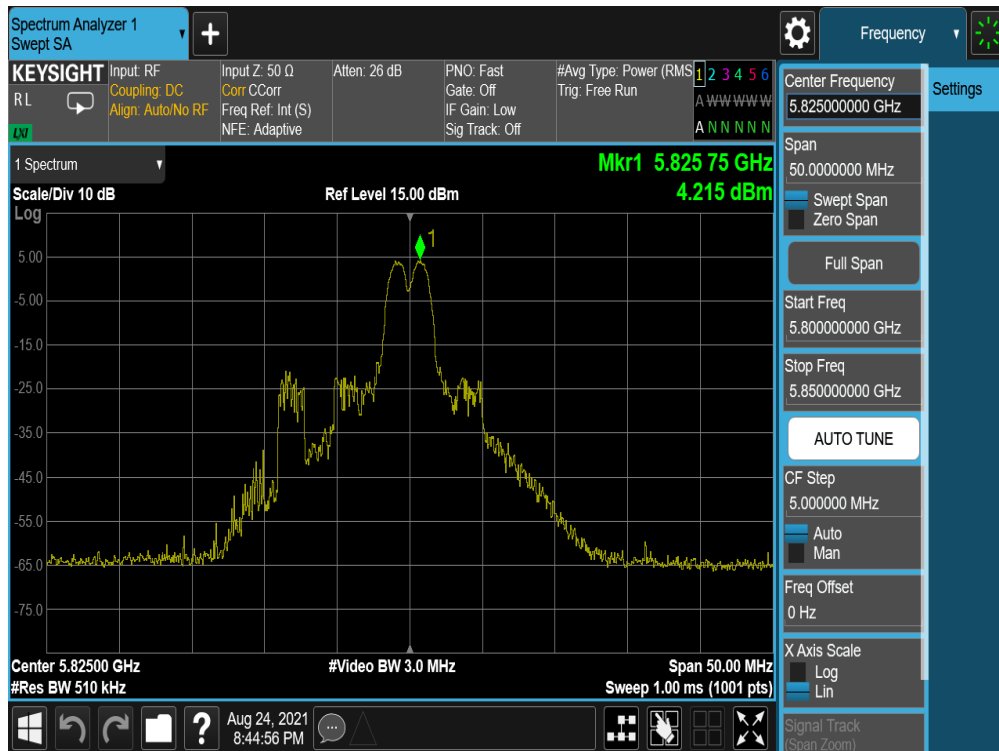 Spectrum Analyzer 1
Swept SA
Frequency
KEYSIGHT
RL
LXI
Input: RF
Coupling: DC
Align: Auto/No RF
Input Z: 50 Ω
Corr CCorr
Freq Ref: Int (S)
NFE: Adaptive
Atten: 26 dB
PNO: Fast
Gate: Off
IF Gain: Low
Sig Track: Off
#Avg Type: Power (RMS
Trig: Free Run
1 2 3 4 5 6
A W W W W W
A N N N N N
1 Spectrum
Scale/Div 10 dB
Log
Ref Level 15.00 dBm
Mkr1 5.825 75 GHz
4.215 dBm
1
5.00
-5.00
-15.0
-25.0
-35.0
-45.0
-55.0
-65.0
-75.0
Center 5.82500 GHz
#Video BW 3.0 MHz
Span 50.00 MHz
#Res BW 510 kHz
Sweep 1.00 ms (1001 pts)
Aug 24, 2021
8:44:56 PM
Settings
Center Frequency
5.825000000 GHz
Span
50.0000000 MHz
Swept Span
Zero Span
Full Span
Start Freq
5.800000000 GHz
Stop Freq
5.850000000 GHz
AUTO TUNE
CF Step
5.000000 MHz
Auto
Man
Freq Offset
0 Hz
X Axis Scale
Log
Lin
Signal Track
(Span Zoom)